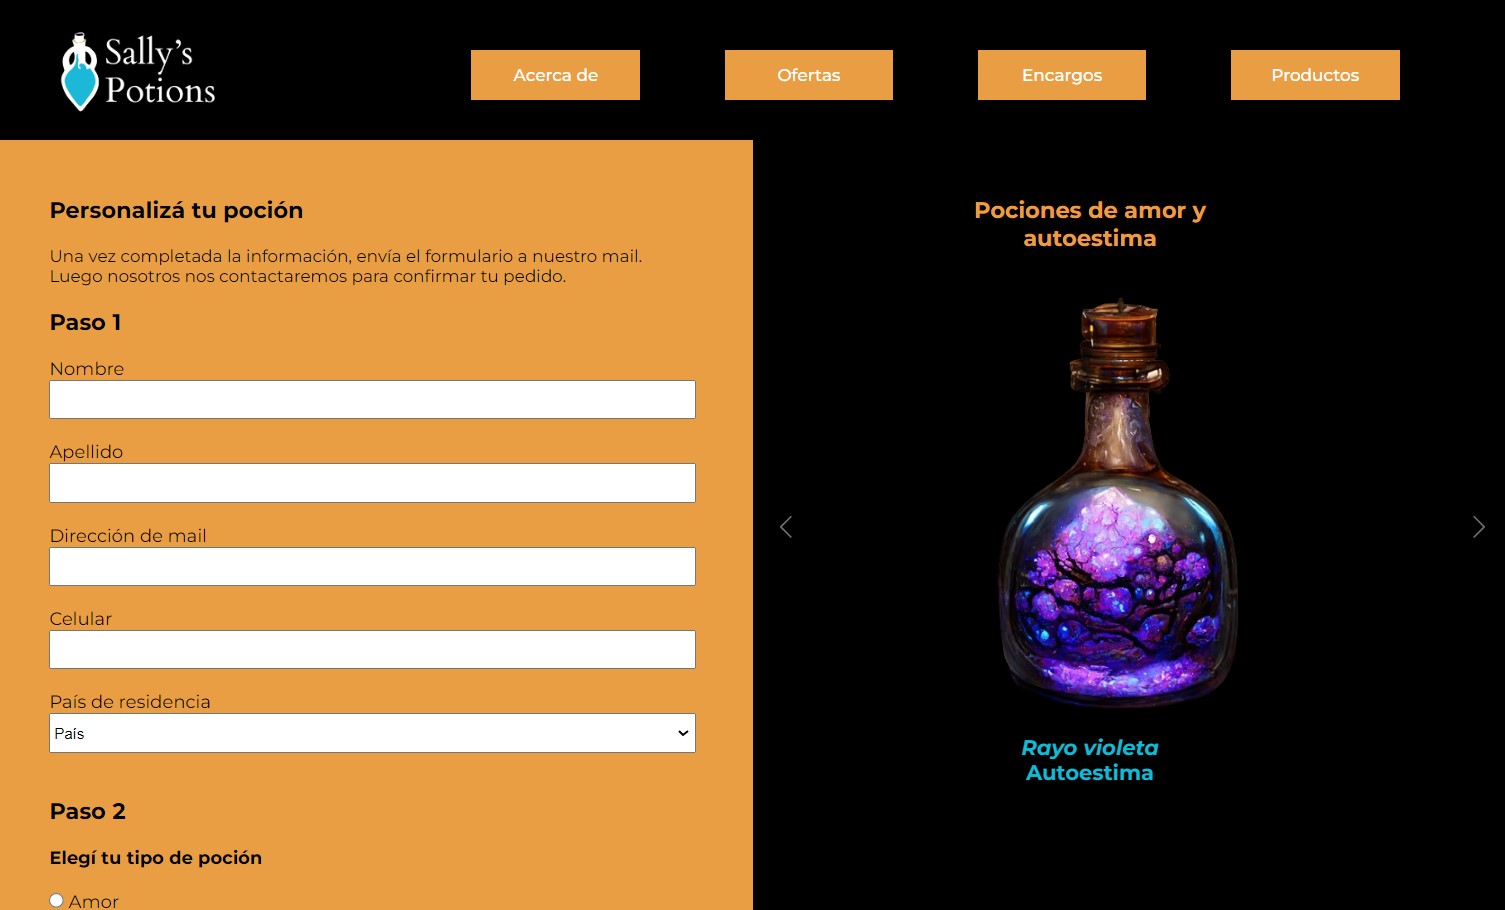 Sally's
Potions
Acerca de
Ofertas
Encargos
Productos
Personalizá tu poción
Una vez completada la información, envía el formulario a nuestro mail.
Luego nosotros nos contactaremos para confirmar tu pedido.
Paso 1
Nombre
Apellido
Dirección de mail
Celular
País de residencia
País
Paso 2
Elegí tu tipo de poción
Amor
Pociones de amor y
autoestima
Rayo violeta
Autoestima